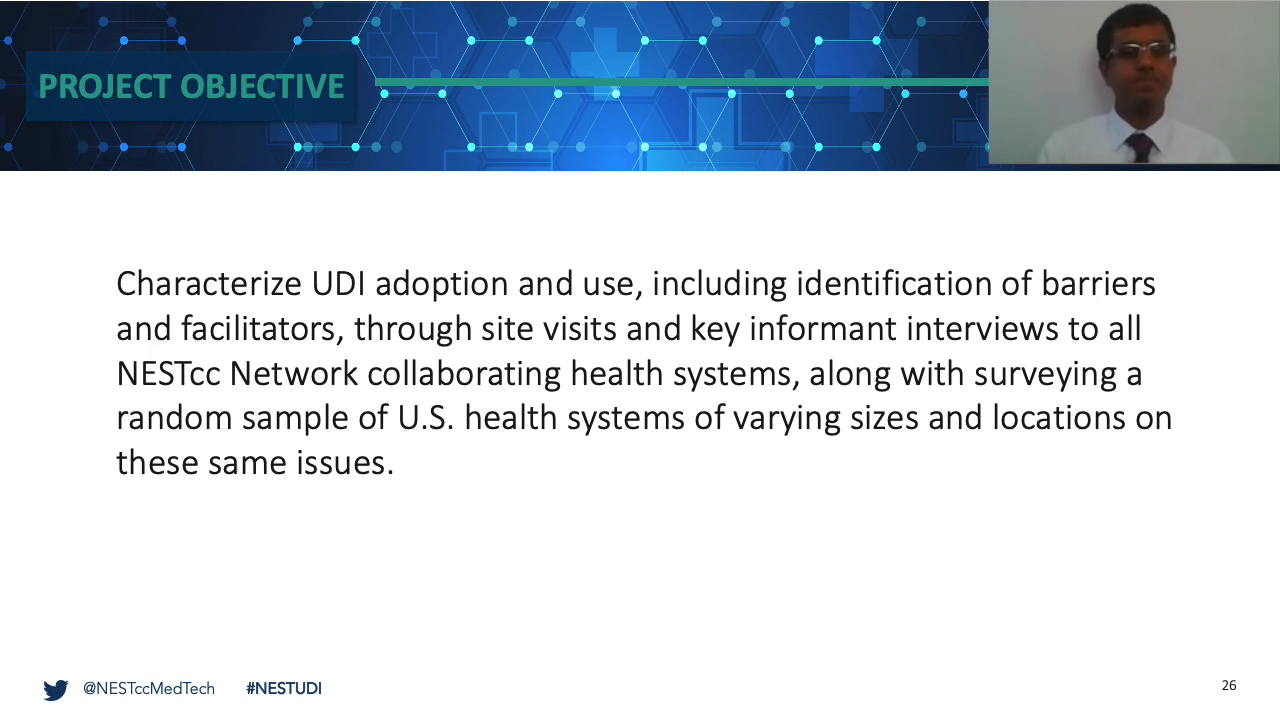 PROJECT OBJECTIVE
Characterize UDI adoption and use, including identification of barriers
and facilitators, through site visits and key informant interviews to all
NESTcc Network collaborating health systems, along with surveying a
random sample of U.S. health systems of varying sizes and locations on
these same issues.
@NESTccMedTech #NESTUDI
26